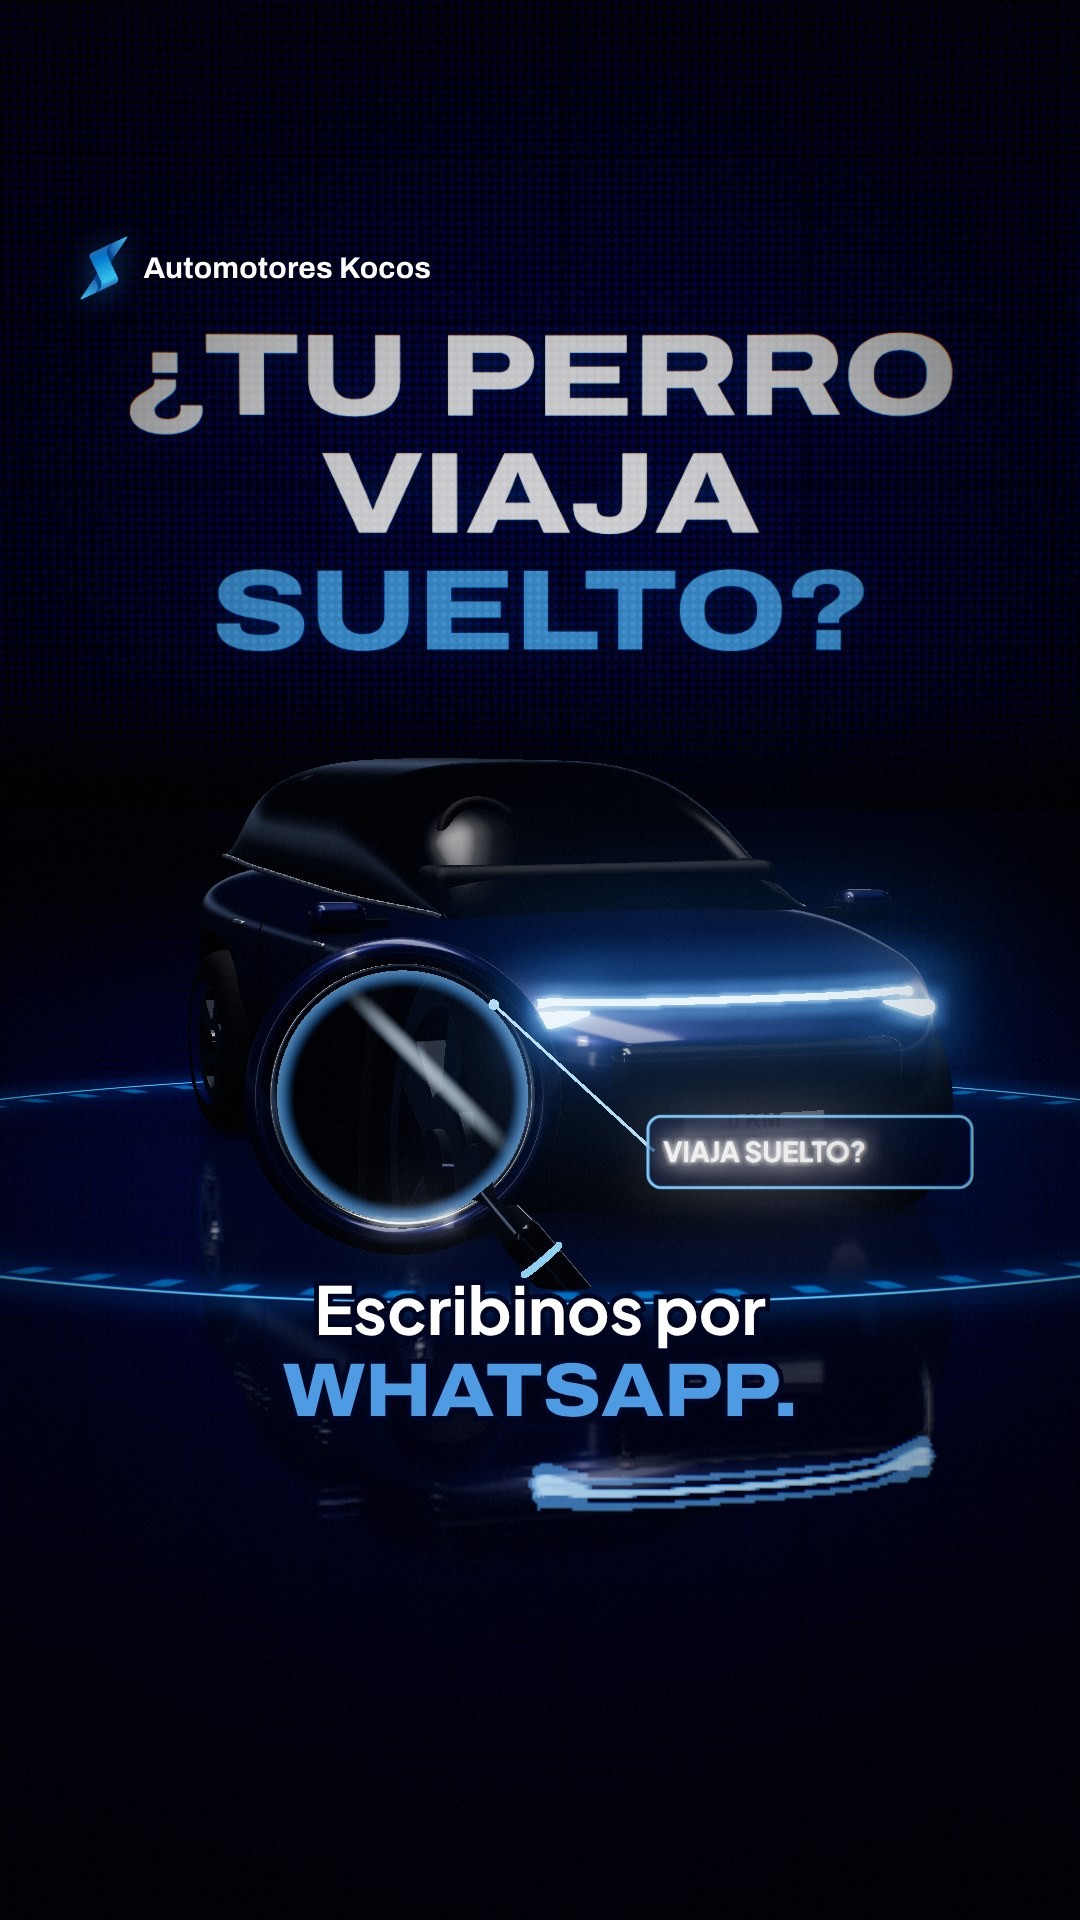 Automotores Kocos
¿TU PERRO
VIAJA
SUELTO?
VIAJA SUELTO?
Escribinos por
WHATSAPP.